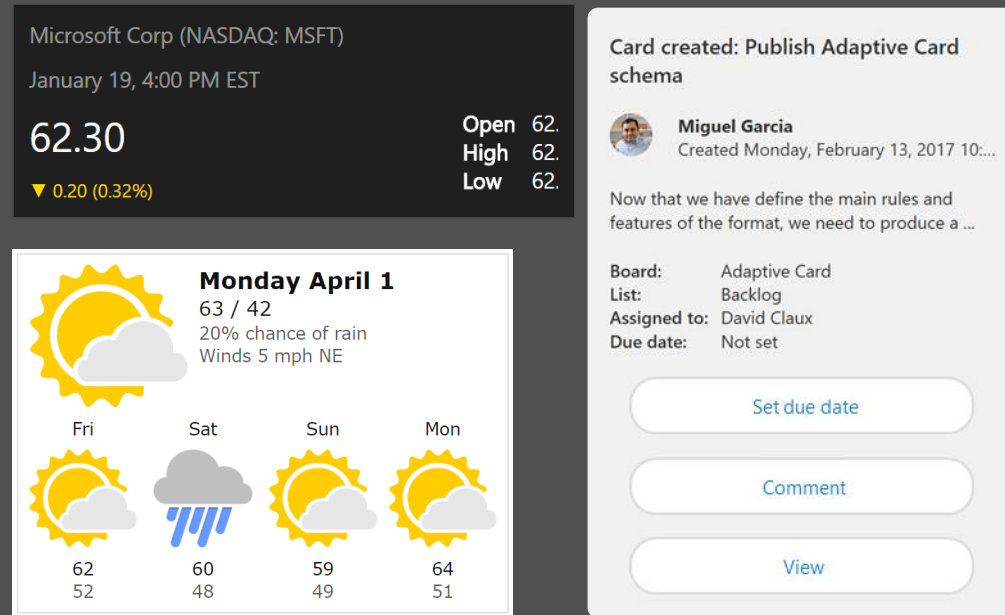 Microsoft Corp (NASDAQ: MSFT)
January 19, 4:00 PM EST
62.30
▼ 0.20 (0.32%)
Open 62.
High 62.
Low 62.
Monday April 1
63 / 42
20% chance of rain
Winds 5 mph NE
Fri Sat Sun Mon
62 60 59 64
52 48 49 51
Card created: Publish Adaptive Card
schema
Miguel Garcia
Created Monday, February 13, 2017 10:...
Now that we have define the main rules and
features of the format, we need to produce a ...
Board: Adaptive Card
List: Backlog
Assigned to: David Claux
Due date: Not set
Set due date
Comment
View